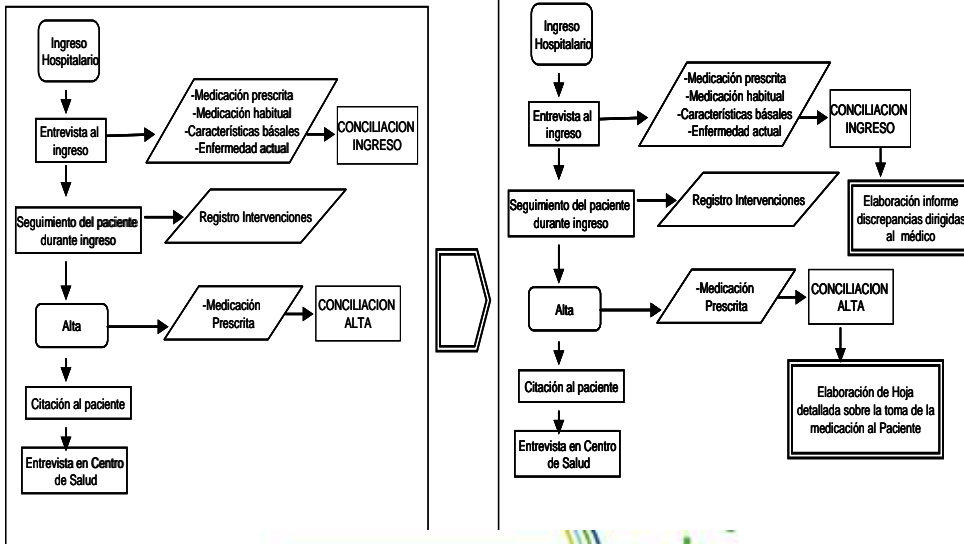 Ingreso
Hospitalario
Entrevista al
ingreso
-Medicación prescrita
-Medicación habitual
-Características básales
-Enfermedad actual
CONCILIACION
INGRESO
Seguimiento del paciente
durante ingreso
Registro Intervenciones
Alta
-Medicación
Prescrita
CONCILIACION
ALTA
Citación al paciente
Entrevista en Centro
de Salud
Ingreso
Hospitalario
Entrevista al
ingreso
-Medicación prescrita
-Medicación habitual
-Características básales
-Enfermedad actual
CONCILIACION
INGRESO
Elaboración informe
discrepancias dirigidas
al médico
Seguimiento del paciente
durante ingreso
Registro Intervenciones
Alta
-Medicación
Prescrita
CONCILIACION
ALTA
Elaboración de Hoja
detallada sobre la toma de la
medicación al Paciente
Citación al paciente
Entrevista en Centro
de Salud